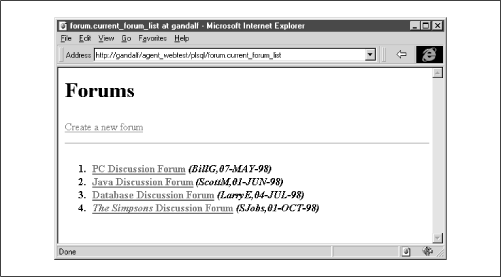 forum.current_forum_list at gandalf - Microsoft Internet Explorer
File Edit View Go Favorites Help
Address http://gandalf/agent_webtest/plsql/forum.current_forum_list
Forums
Create a new forum
1. PC Discussion Forum (BillG,07-MAY-98)
2. Java Discussion Forum (ScottM,01-JUN-98)
3. Database Discussion Forum (LarryE,04-JUL-98)
4. The Simpsons Discussion Forum (SJobs,01-OCT-98)
Done